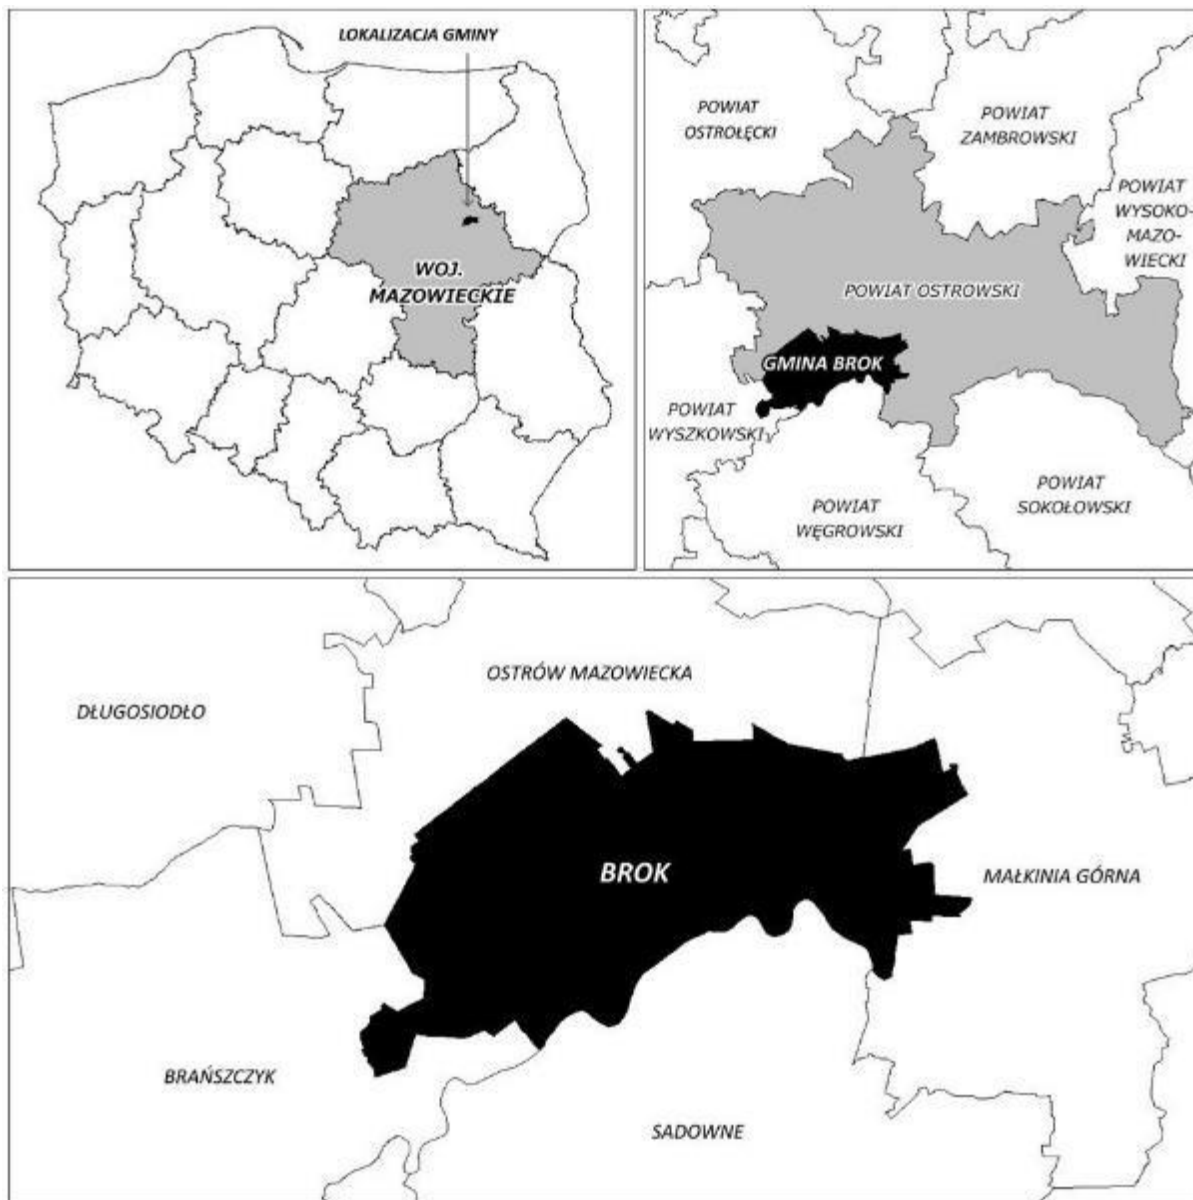 LOKALIZACJA GMINY
WOJ.
MAZOWIECKIE
POWIAT
OSTROŁĘCKI
POWIAT
ZAMBROWSKI
POWIAT
WYSOKO-
MAZO-
WIECKI
POWIAT OSTROWSKI
GMINA BROK
POWIAT
WYSZKOWSKI
POWIAT
WĘGROWSKI
POWIAT
SOKOŁOWSKI
OSTRÓW MAZOWIECKA
DŁUGOSIODŁO
BROK
MAŁKINIA GÓRNA
BRAŃSZCZYK
SADOWNE